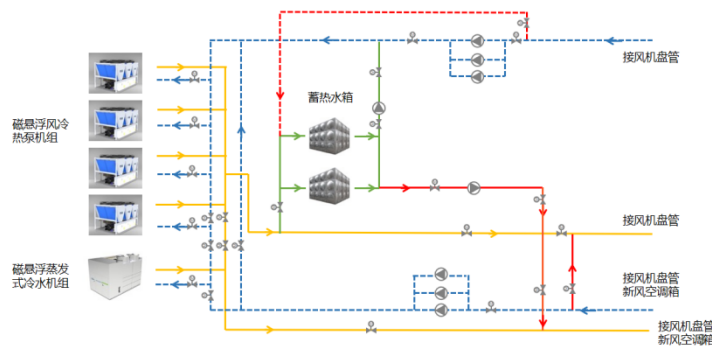 接风机盘管
蓄热水箱
磁悬浮风冷
热泵机组
接风机盘管
磁悬浮蒸发
式冷水机组
接风机盘管
新风空调箱
接风机盘管
新风空调箱